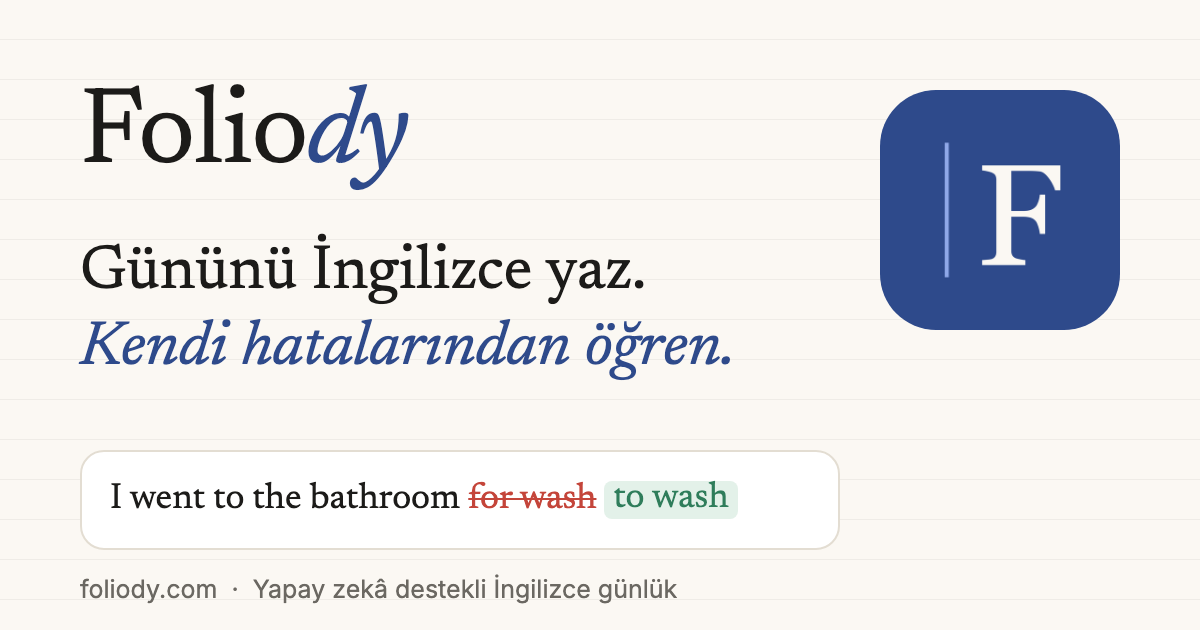 Foliody
F
Gününü İngilizce yaz.
Kendi hatalarından öğren.
I went to the bathroom for wash to wash
foliody.com · Yapay zekâ destekli İngilizce günlük